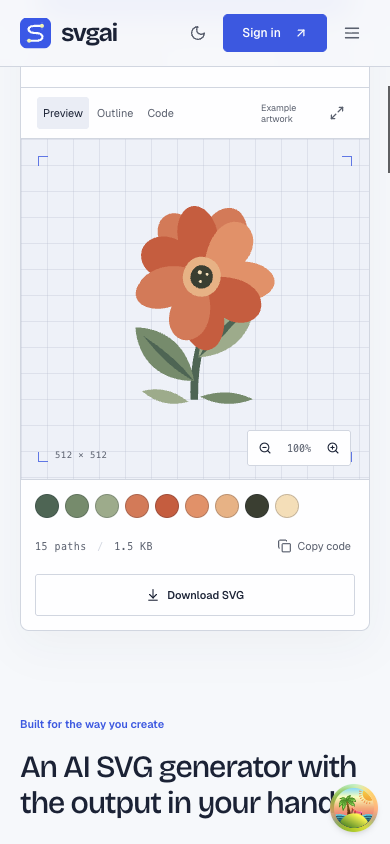 svgai
Sign in
Preview
Outline
Code
Example
artwork
512 × 512
100%
15 paths / 1.5 KB
Copy code
Download SVG
Built for the way you create
An AI SVG generator with
the output in your hand